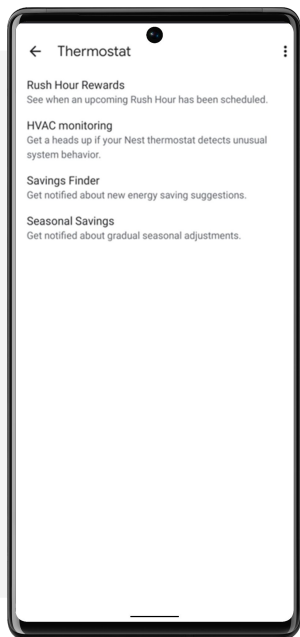 Thermostat
Rush Hour Rewards
See when an upcoming Rush Hour has been scheduled.
HVAC monitoring
Get a heads up if your Nest thermostat detects unusual
system behavior.
Savings Finder
Get notified about new energy saving suggestions.
Seasonal Savings
Get notified about gradual seasonal adjustments.